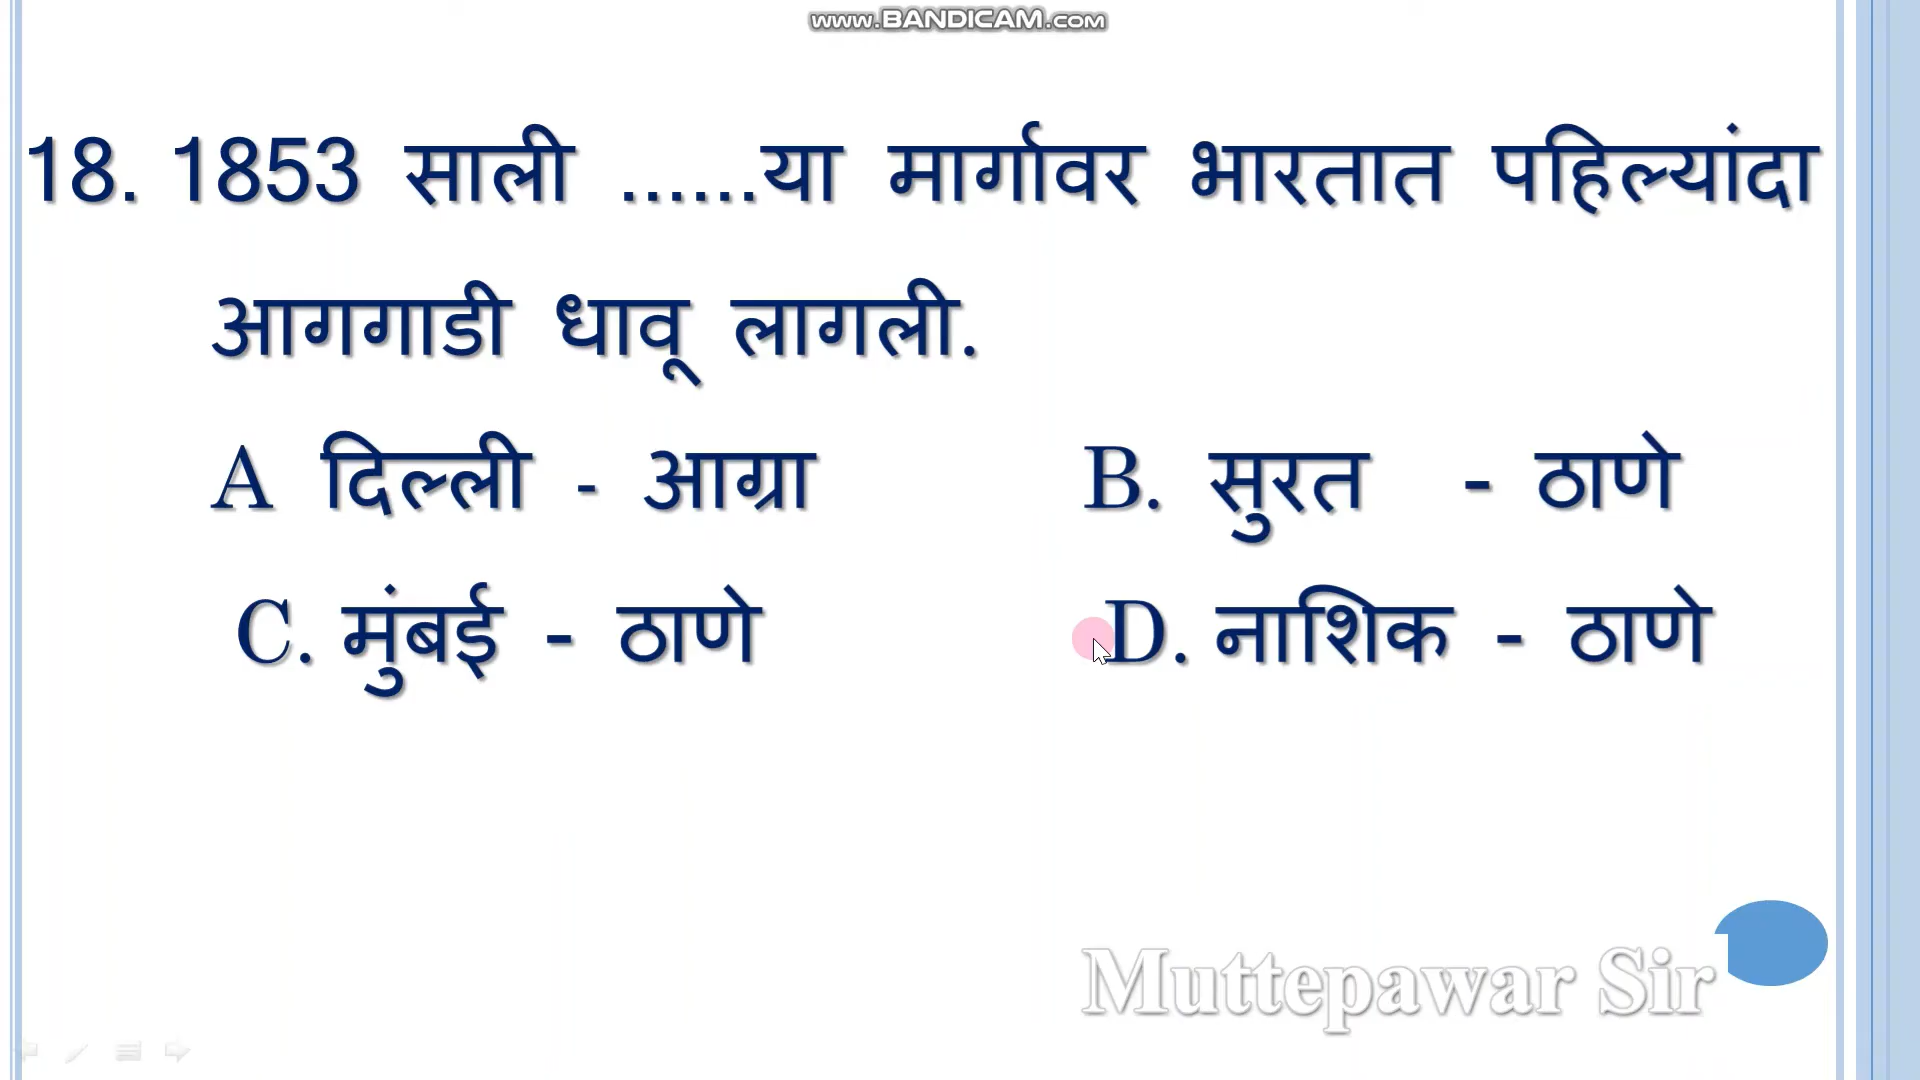 www.BANDICAM.com
18. 1853 साली ......या मार्गावर भारतात पहिल्यांदा
आगगाडी धावू लागली.
A दिल्ली - आग्रा B. सुरत - ठाणे
C. मुंबई - ठाणे D. नाशिक - ठाणे
Muttepawar Sir